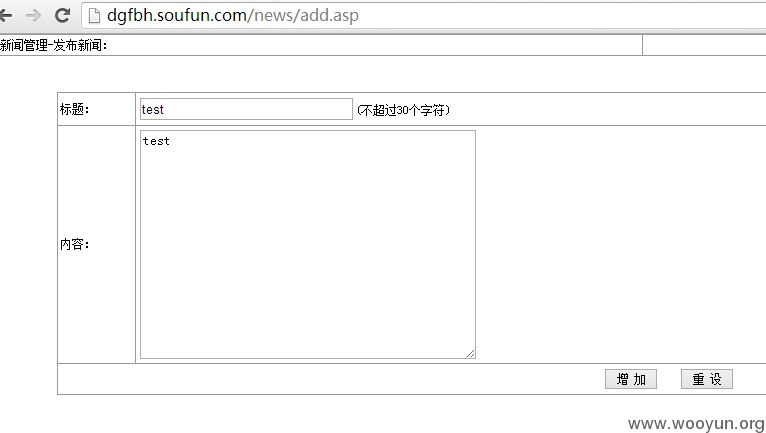 dgfbh.soufun.com/news/add.asp
新闻管理-发布新闻：
标题： test (不超过30个字符)
内容： test
增 加 重 设
www.wooyun.org